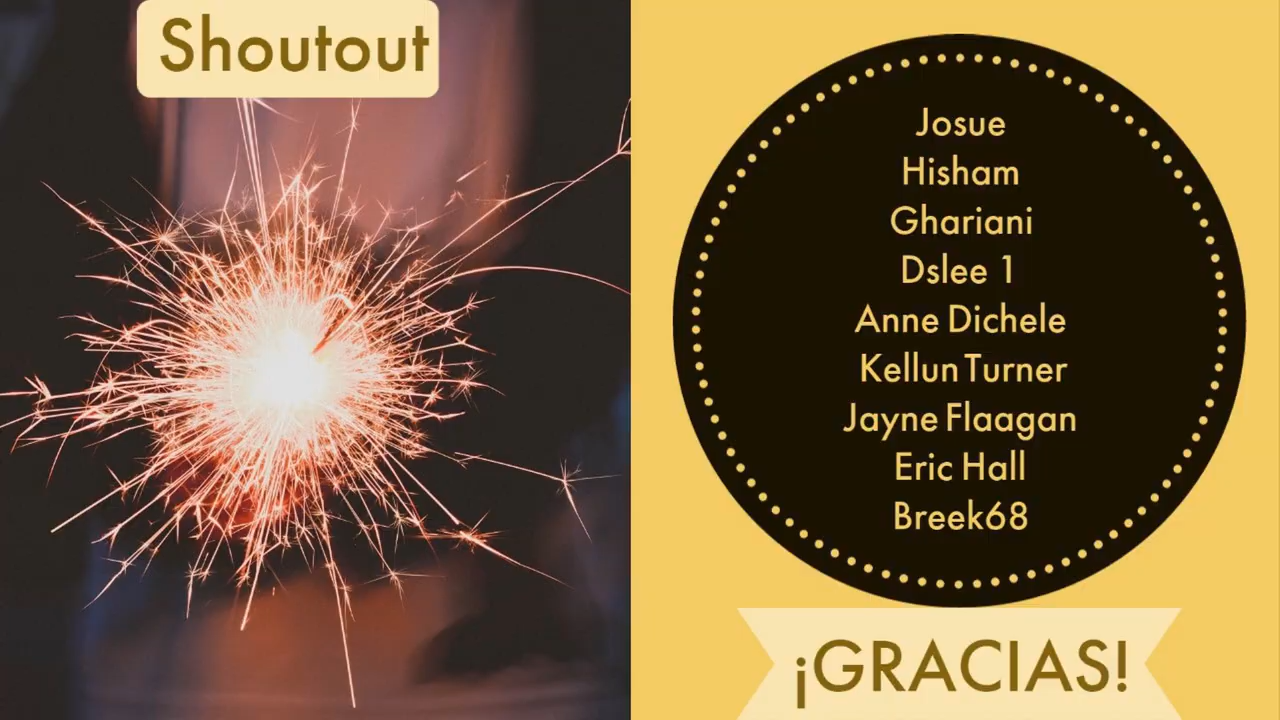 Shoutout
Josue
Hisham
Ghariani
Dslee 1
Anne Dichele
Kellun Turner
Jayne Flaagan
Eric Hall
Breek68
¡GRACIAS!